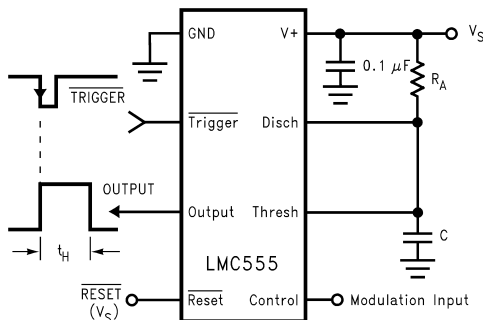 GND
V+
V_S
0.1 μF
R_A
TRIGGER
Trigger
Disch
OUTPUT
Output
Thresh
C
t_H
LMC555
RESET
(V_S)
Reset
Control
Modulation Input